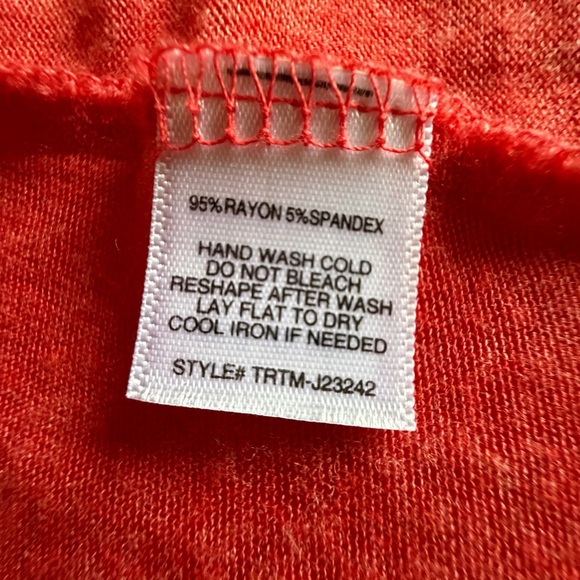 95% RAYON 5%SPANDEX
HAND WASH COLD
DO NOT BLEACH
RESHAPE AFTER WASH
LAY FLAT TO DRY
COOL IRON IF NEEDED
STYLE# TRTM-J23242